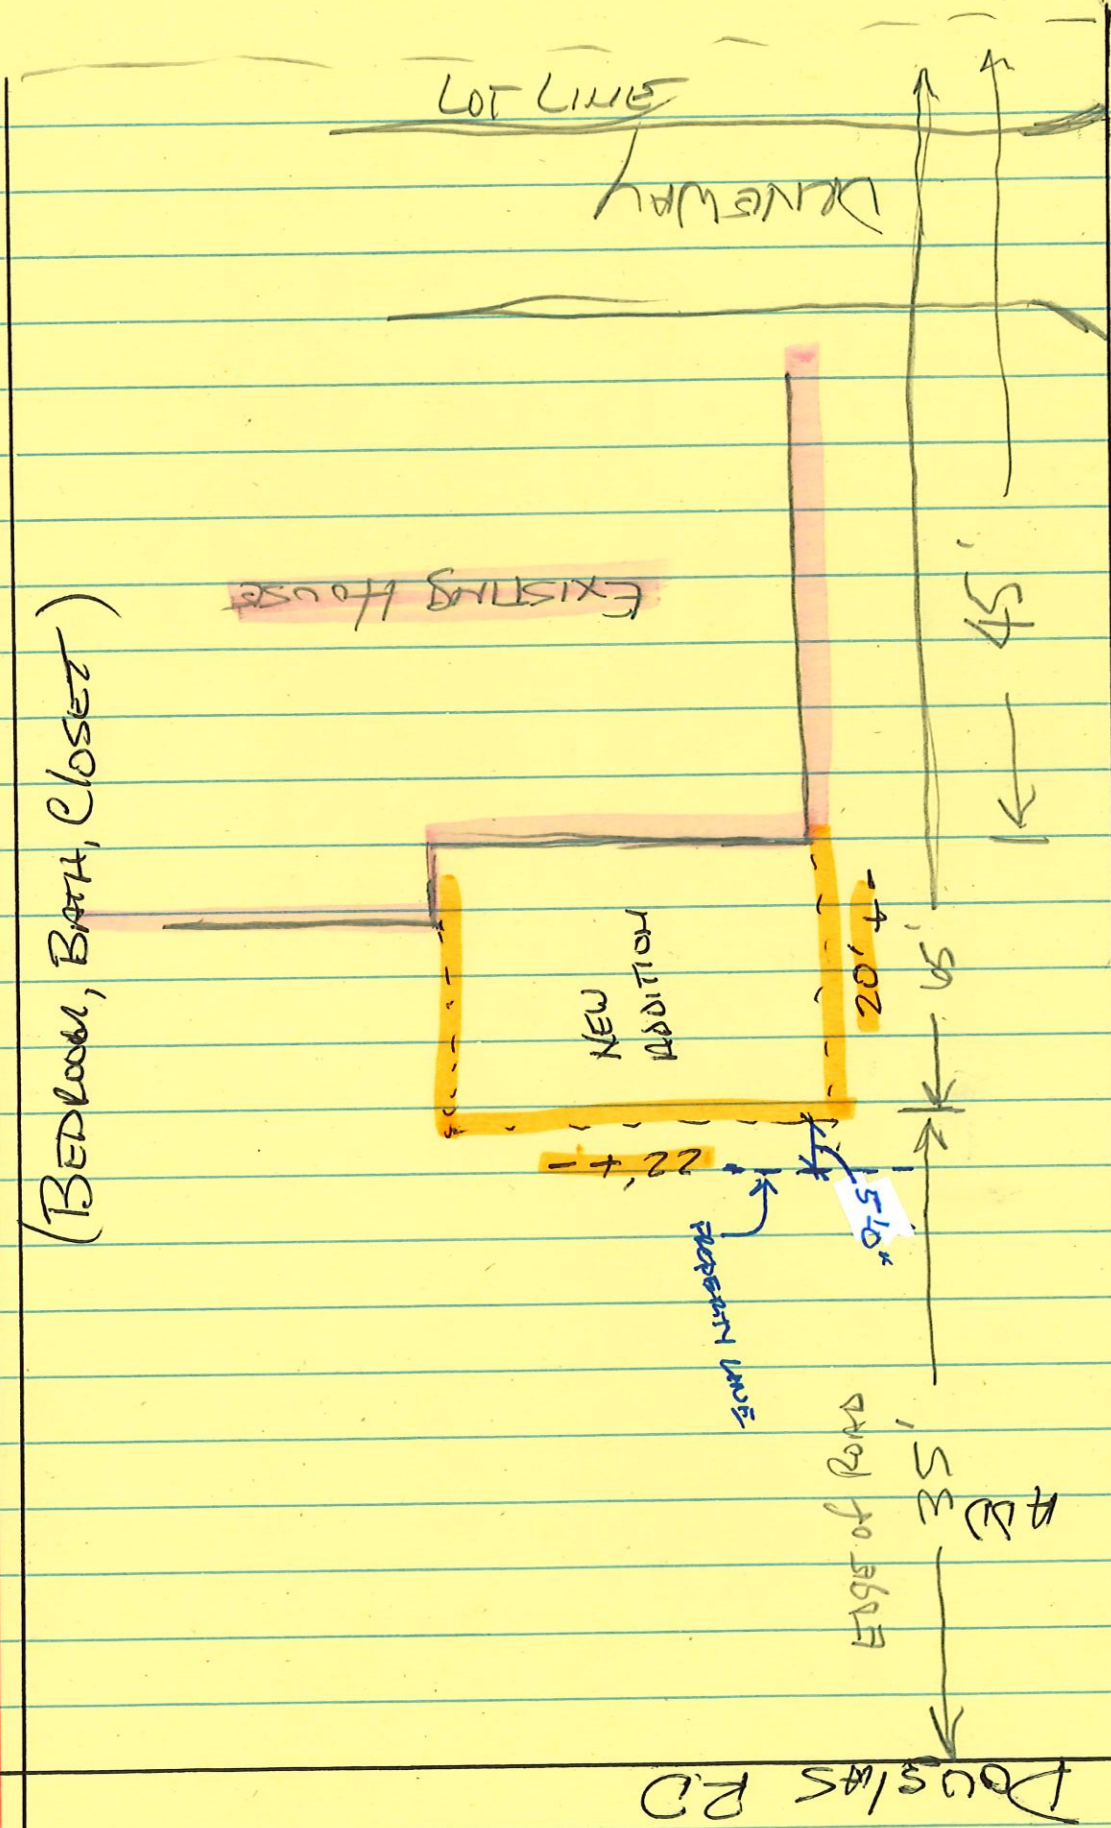 LOT LINE
DRIVEWAY
EXISTING HOUSE
45'
(BEDROOM, BATH, CLOSET)
NEW
ADDITION
20' +-
65'
22' +-
5'-0"
PROPERTY LINE
EDGE of ROAD
35'
DOUGLAS RD